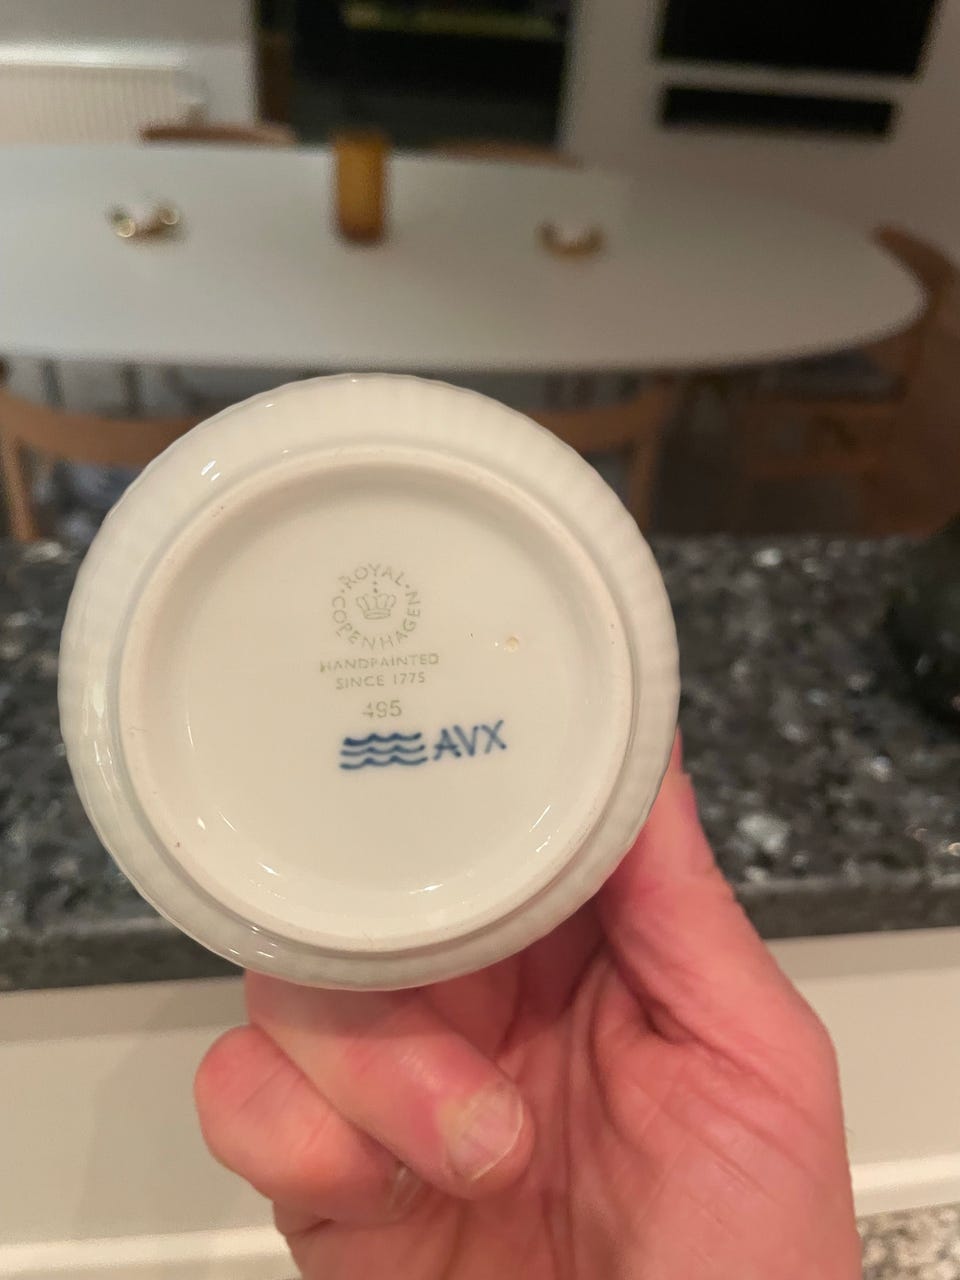 ROYAL
COPENHAGEN
HANDPAINTED
SINCE 1775
495
AVX